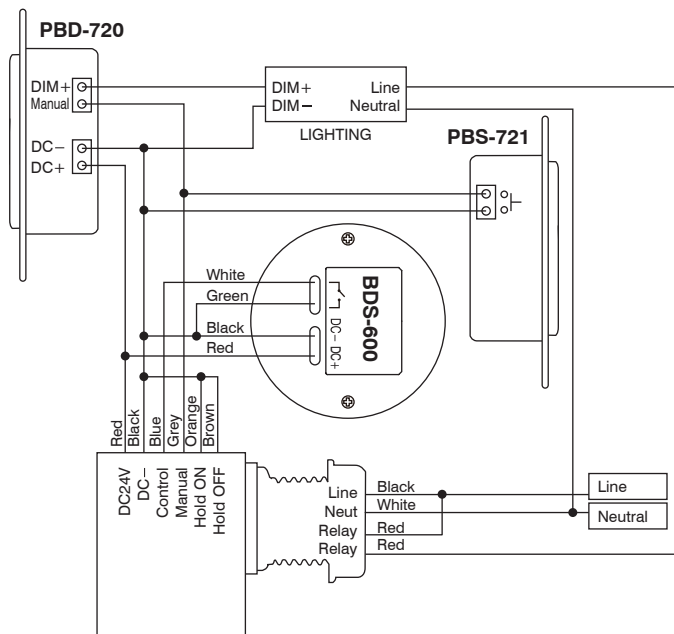 PBD-720
DIM+
Manual
DC−
DC+
DIM+
DIM−
Line
Neutral
LIGHTING
PBS-721
White
Green
Black
Red
BDS-600
DC− DC+
Red
Black
Blue
Grey
Orange
Brown
DC24V
DC−
Control
Manual
Hold ON
Hold OFF
Line
Neut
Relay
Relay
Black
White
Red
Red
Line
Neutral